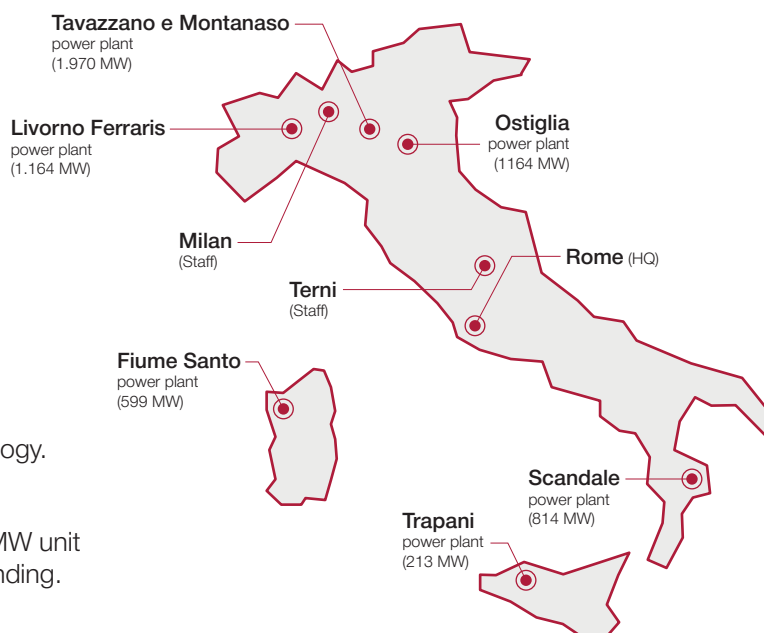 Tavazzano e Montanaso
power plant
(1.970 MW)
Livorno Ferraris
power plant
(1.164 MW)
Ostiglia
power plant
(1164 MW)
Milan
(Staff)
Rome (HQ)
Terni
(Staff)
Fiume Santo
power plant
(599 MW)
ogy.
Scandale
power plant
(814 MW)
Trapani
power plant
(213 MW)
MW unit
nding.